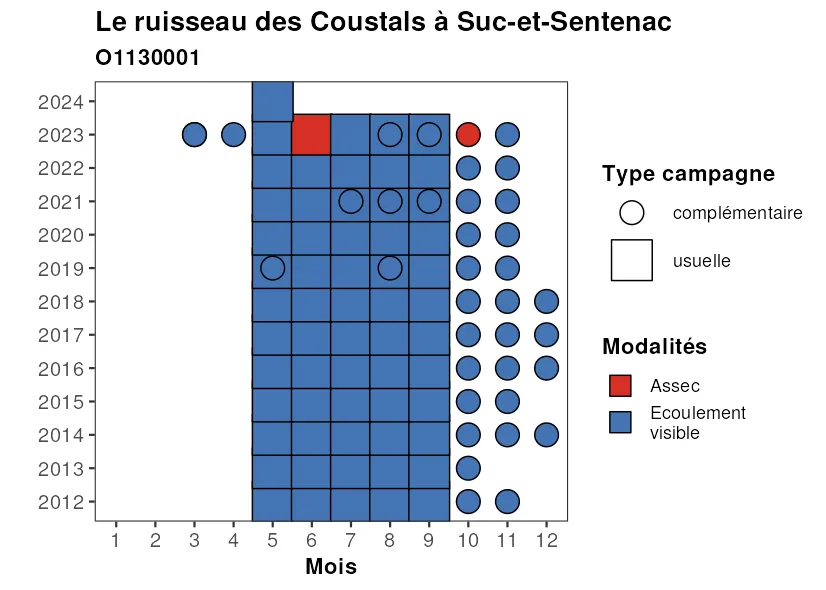 Le ruisseau des Coustals à Suc-et-Sentenac
O1130001
2024
2023
2022
2021
2020
2019
2018
2017
2016
2015
2014
2013
2012
1 2 3 4 5 6 7 8 9 10 11 12
Mois
Type campagne
complémentaire
usuelle
Modalités
Assec
Ecoulement
visible